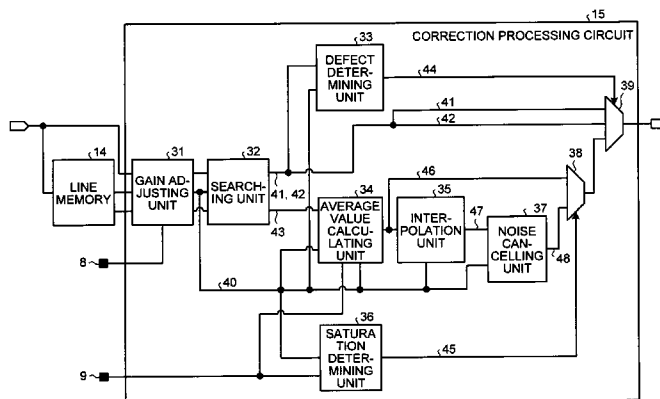 15
CORRECTION PROCESSING CIRCUIT
33
DEFECT
DETER-
MINING
UNIT
44
39
41
42
14
LINE
MEMORY
31
GAIN AD-
JUSTING
UNIT
32
SEARCH-
ING UNIT
41, 42
43
34
AVERAGE
VALUE
CALCU-
LATING
UNIT
46
35
INTER-
POLATION
UNIT
47
37
NOISE
CAN-
CELLING
UNIT
48
38
8
40
36
SATURA-
TION
DETER-
MINING
UNIT
45
9